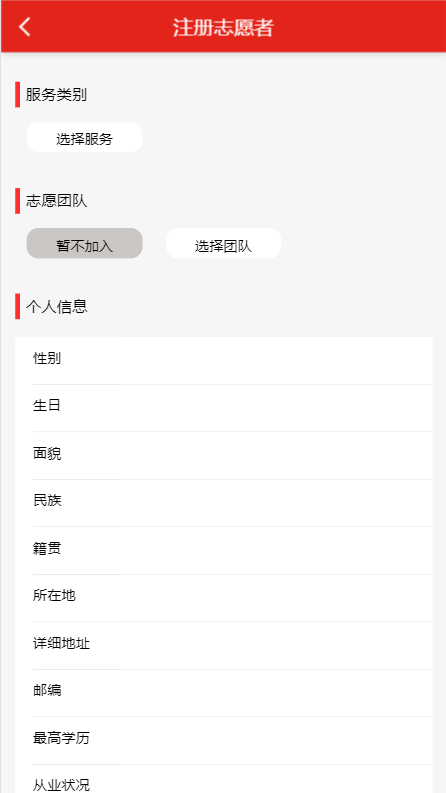 注册志愿者
服务类别
选择服务
志愿团队
暂不加入 选择团队
个人信息
性别
生日
面貌
民族
籍贯
所在地
详细地址
邮编
最高学历
从业状况